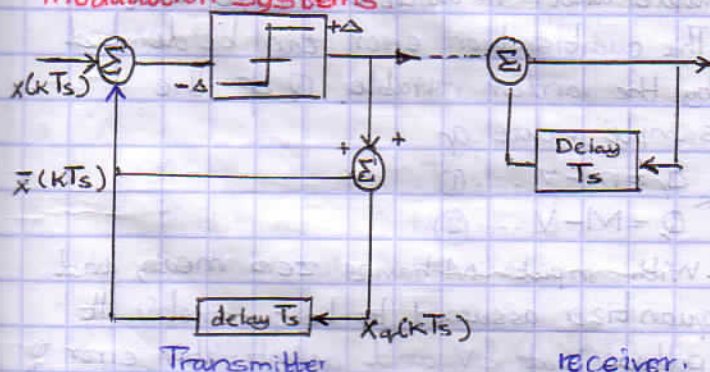 modulation systems
+Δ
Σ
Σ
x(kTs)
-Δ
Delay
Ts
+ +
Σ
x̄(kTs)
delay Ts
Xq(kTs)
Transmitter
receiver.